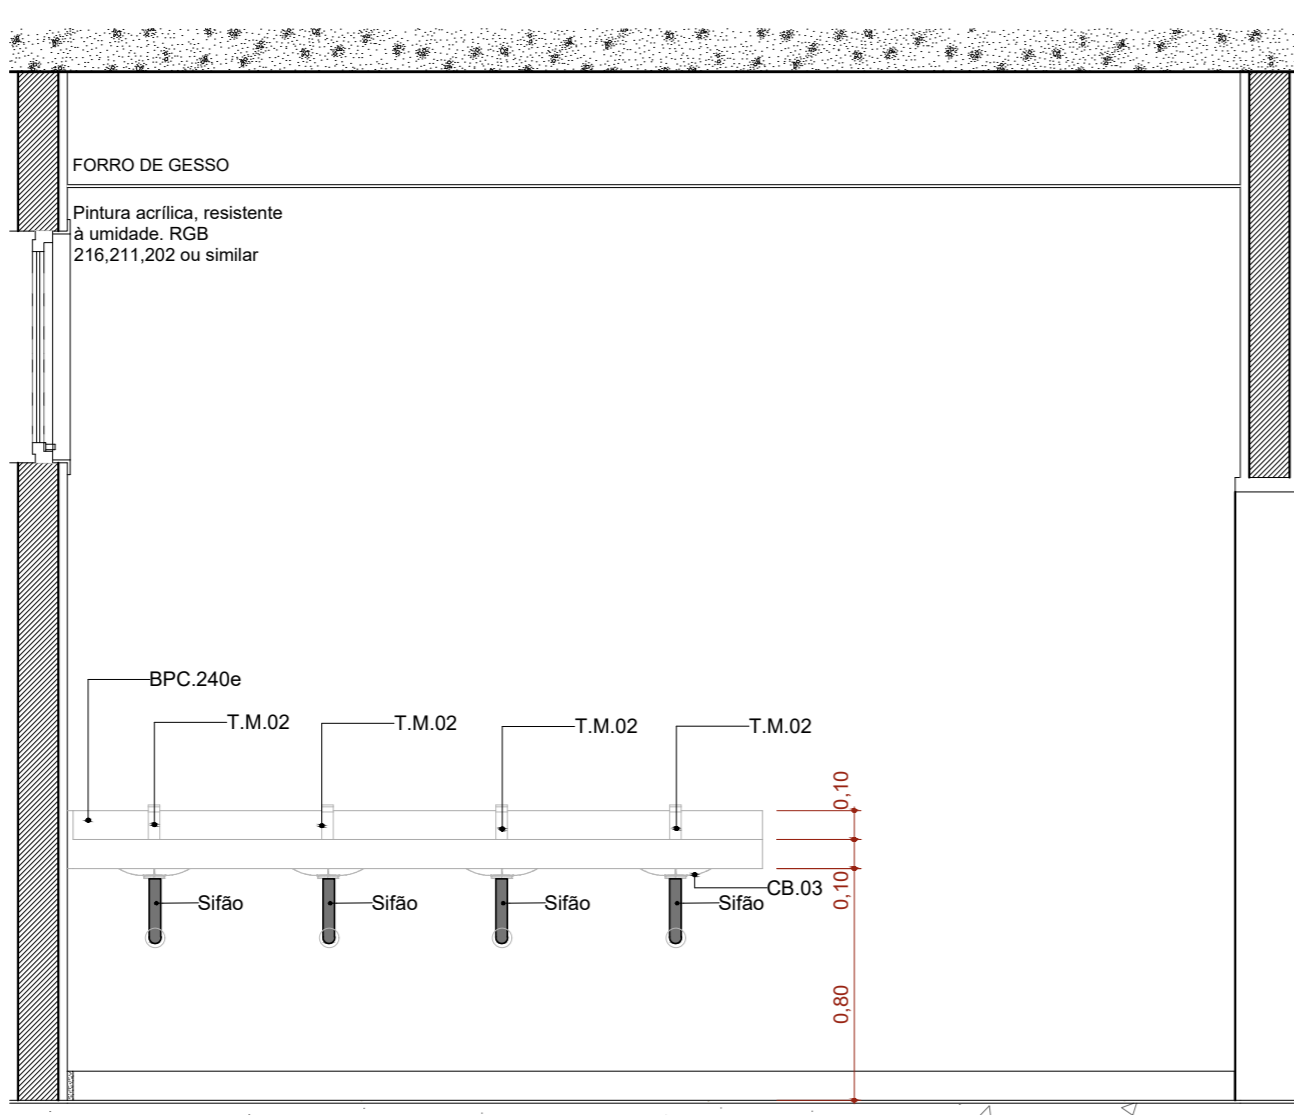 FORRO DE GESSO
Pintura acrílica, resistente
à umidade. RGB
216,211,202 ou similar
BPC.240e
T.M.02
T.M.02
T.M.02
T.M.02
0,10
0,10
CB.03
Sifão
Sifão
Sifão
Sifão
0,80